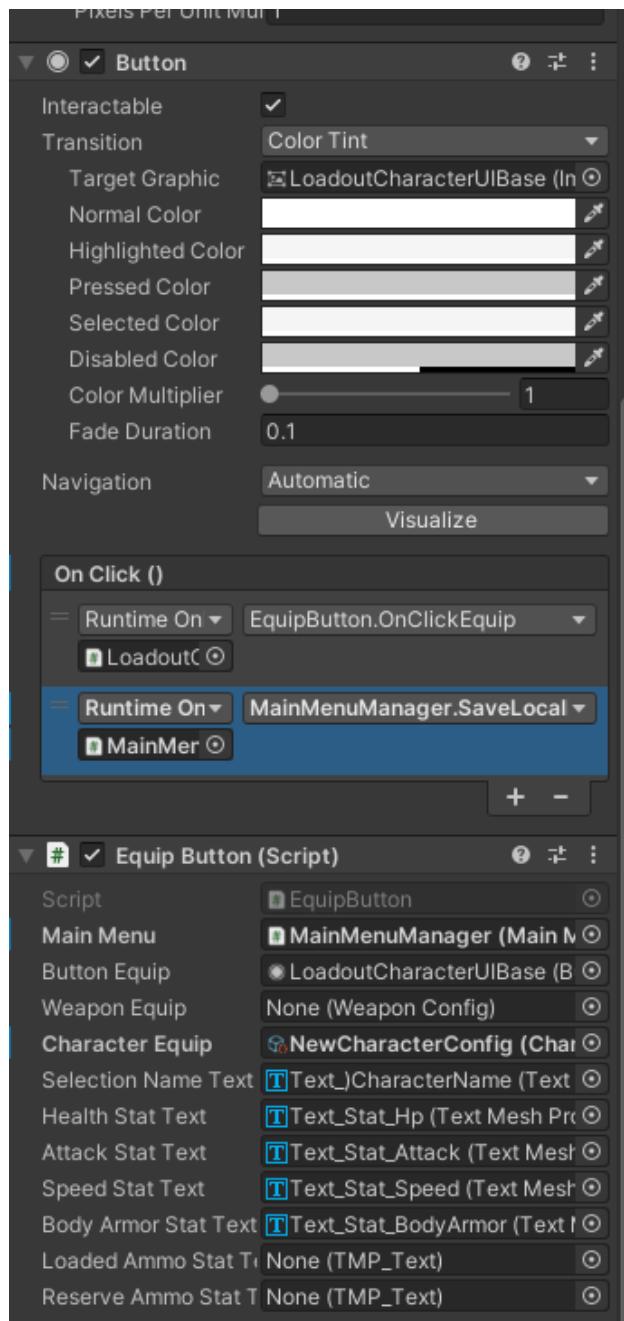 Pixels Per Unit Mul 1
Button
Interactable
Transition Color Tint
Target Graphic LoadoutCharacterUIBase (In
Normal Color
Highlighted Color
Pressed Color
Selected Color
Disabled Color
Color Multiplier 1
Fade Duration 0.1
Navigation Automatic
Visualize
On Click ()
Runtime On EquipButton.OnClickEquip
LoadoutC
Runtime On MainMenuManager.SaveLocal
MainMer
+ −
# Equip Button (Script)
Script # EquipButton
Main Menu # MainMenuManager (Main M
Button Equip LoadoutCharacterUIBase (B
Weapon Equip None (Weapon Config)
Character Equip NewCharacterConfig (Char
Selection Name Text Text_)CharacterName (Text
Health Stat Text Text_Stat_Hp (Text Mesh Pro
Attack Stat Text Text_Stat_Attack (Text Mesh
Speed Stat Text Text_Stat_Speed (Text Mesh
Body Armor Stat Text Text_Stat_BodyArmor (Text M
Loaded Ammo Stat Te None (TMP_Text)
Reserve Ammo Stat T None (TMP_Text)